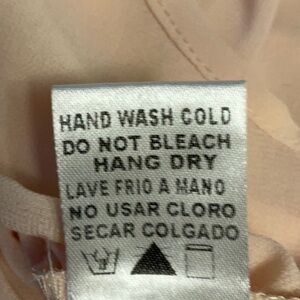 HAND WASH COLD
DO NOT BLEACH
HANG DRY
LAVE FRIO A MANO
NO USAR CLORO
SECAR COLGADO